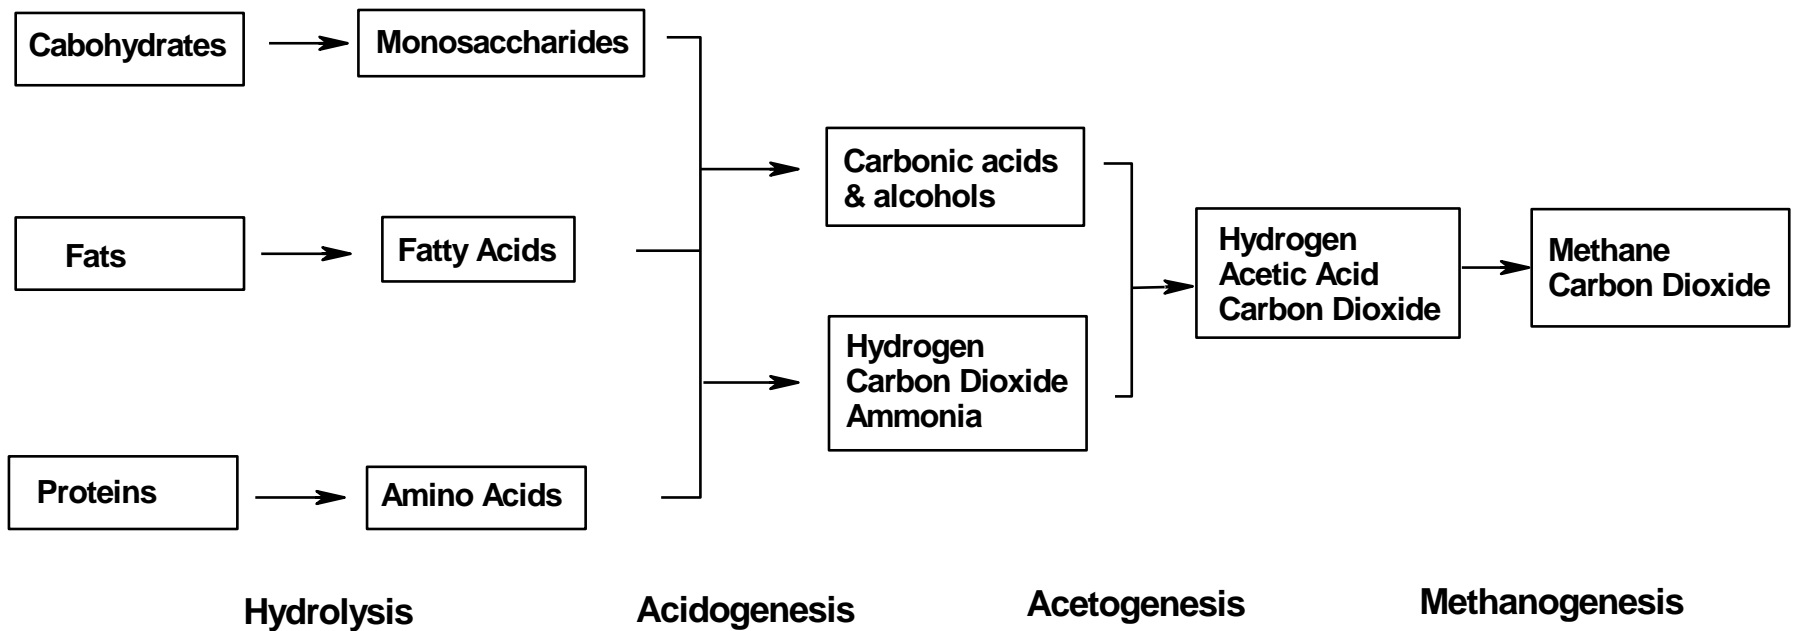 Cabohydrates
Monosaccharides
Carbonic acids
& alcohols
Fats
Fatty Acids
Hydrogen
Acetic Acid
Carbon Dioxide
Methane
Carbon Dioxide
Hydrogen
Carbon Dioxide
Ammonia
Proteins
Amino Acids
Hydrolysis
Acidogenesis
Acetogenesis
Methanogenesis